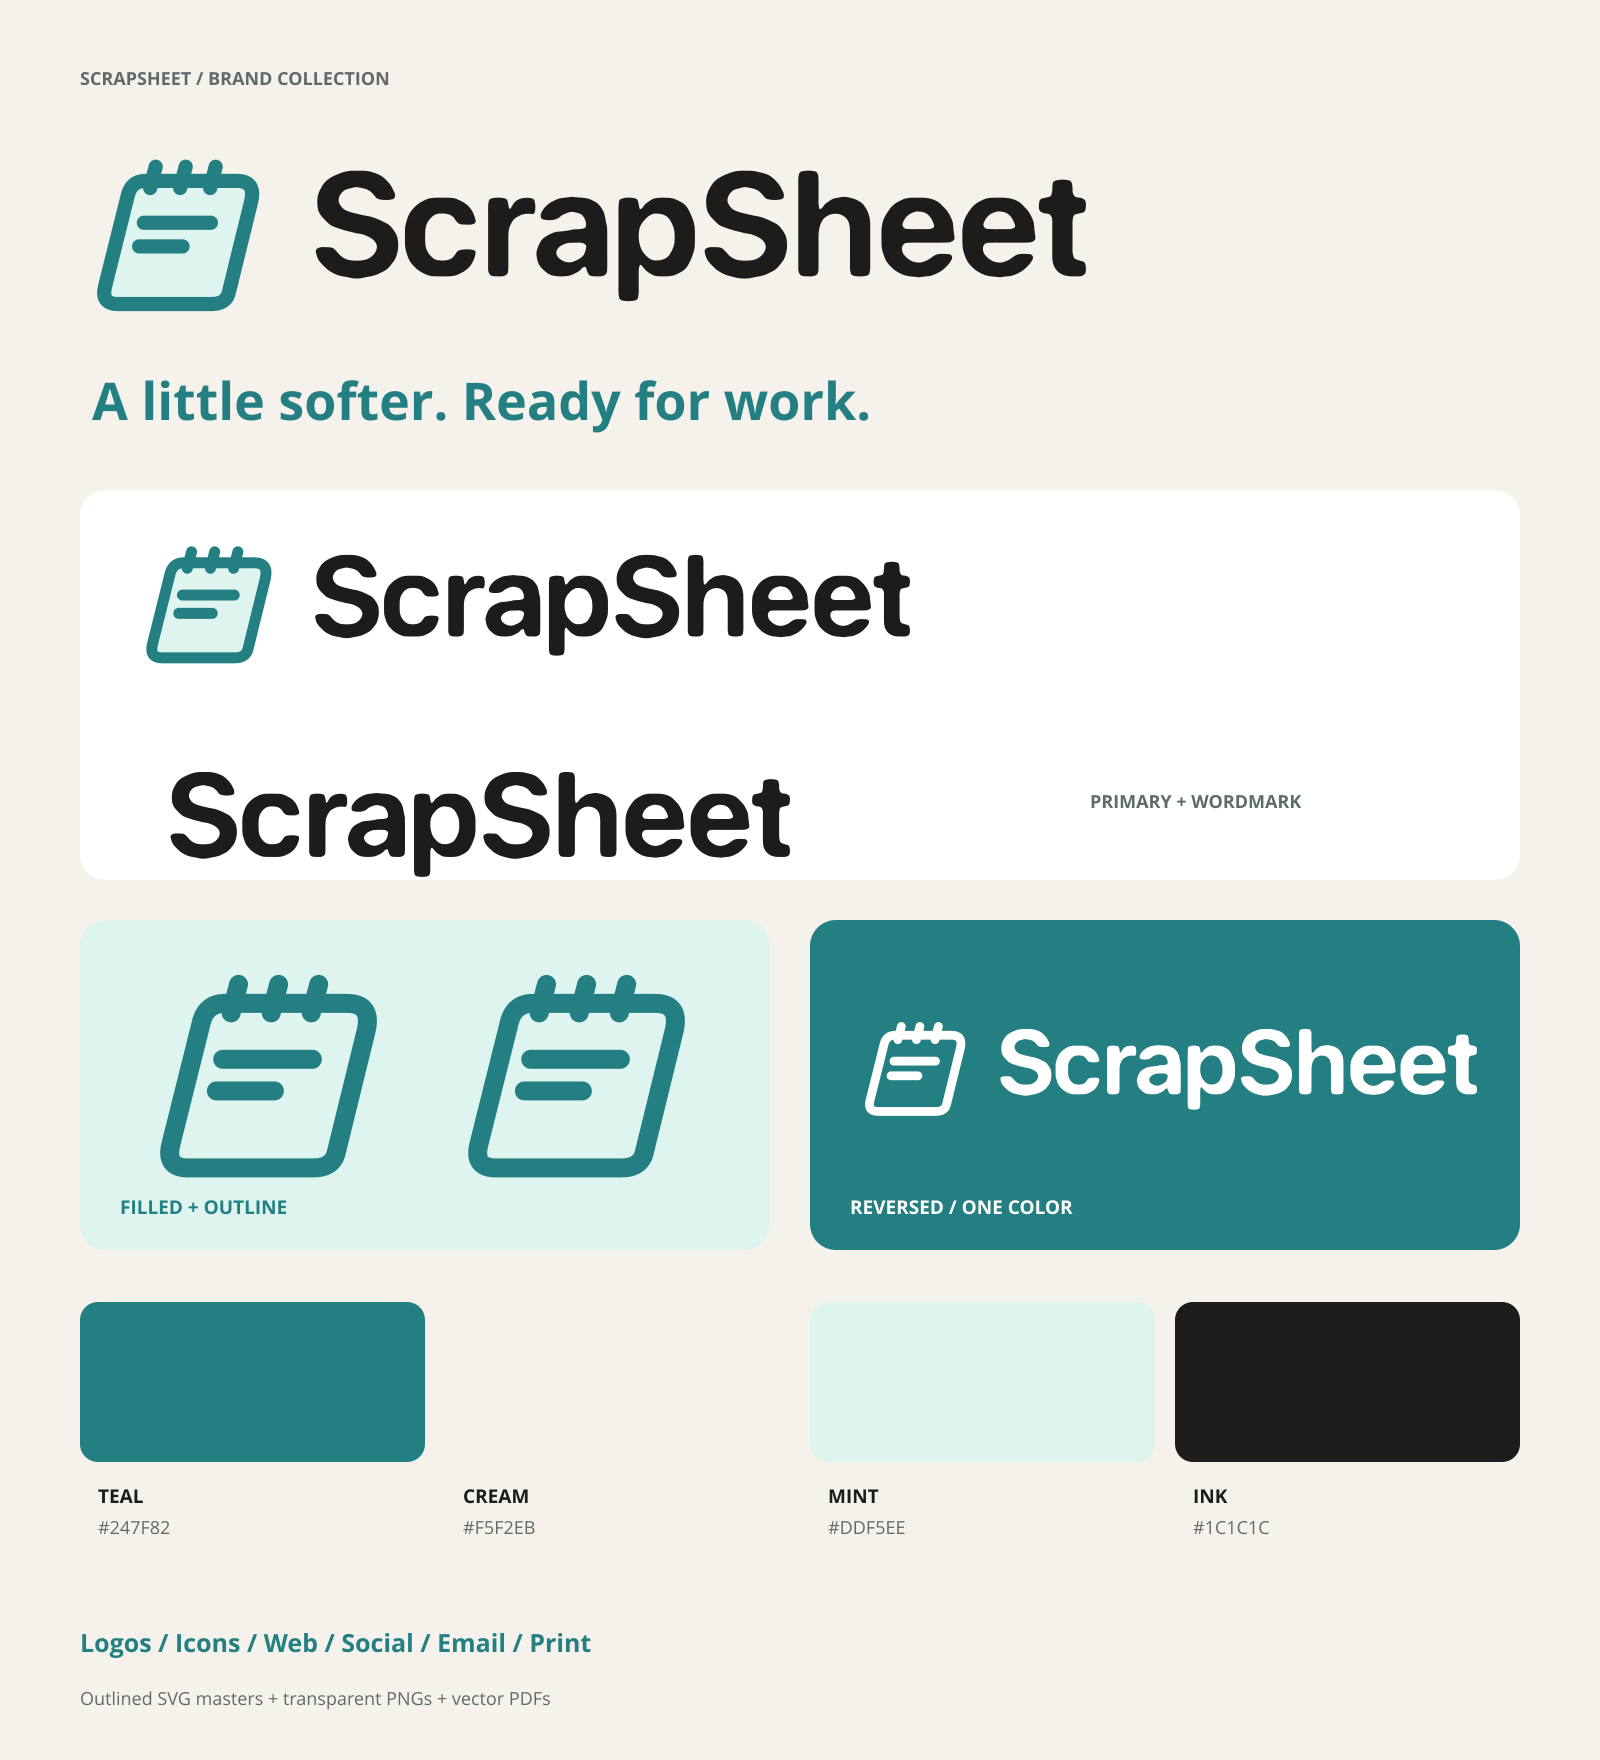 SCRAPSHEET / BRAND COLLECTION
ScrapSheet
A little softer. Ready for work.
ScrapSheet
ScrapSheet
PRIMARY + WORDMARK
ScrapSheet
FILLED + OUTLINE
REVERSED / ONE COLOR
TEAL
#247F82
CREAM
#F5F2EB
MINT
#DDF5EE
INK
#1C1C1C
Logos / Icons / Web / Social / Email / Print
Outlined SVG masters + transparent PNGs + vector PDFs